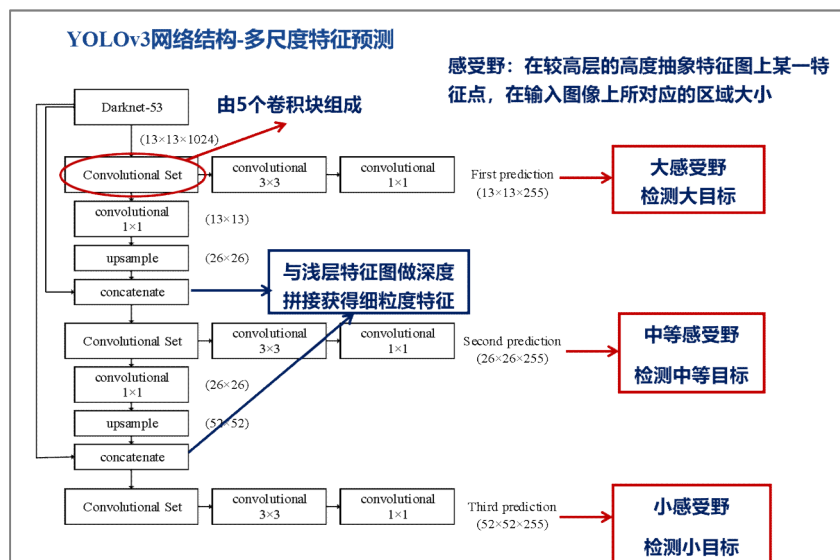 YOLOv3网络结构-多尺度特征预测
感受野：在较高层的高度抽象特征图上某一特
征点，在输入图像上所对应的区域大小
Darknet-53
由5个卷积块组成
(13×13×1024)
Convolutional Set
convolutional
3×3
convolutional
1×1
First prediction
(13×13×255)
大感受野
检测大目标
convolutional
1×1
(13×13)
upsample
(26×26)
concatenate
与浅层特征图做深度
拼接获得细粒度特征
Convolutional Set
convolutional
3×3
convolutional
1×1
Second prediction
(26×26×255)
中等感受野
检测中等目标
convolutional
1×1
(26×26)
upsample
(52×52)
concatenate
Convolutional Set
convolutional
3×3
convolutional
1×1
Third prediction
(52×52×255)
小感受野
检测小目标